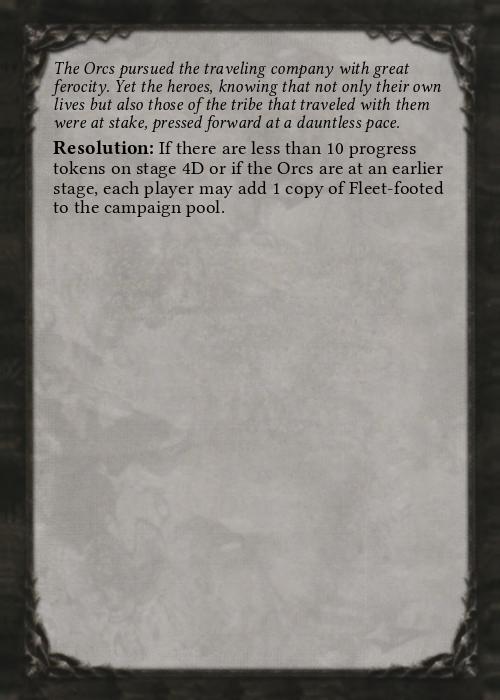 The Orcs pursued the traveling company with great
ferocity. Yet the heroes, knowing that not only their own
lives but also those of the tribe that traveled with them
were at stake, pressed forward at a dauntless pace.
Resolution: If there are less than 10 progress
tokens on stage 4D or if the Orcs are at an earlier
stage, each player may add 1 copy of Fleet-footed
to the campaign pool.